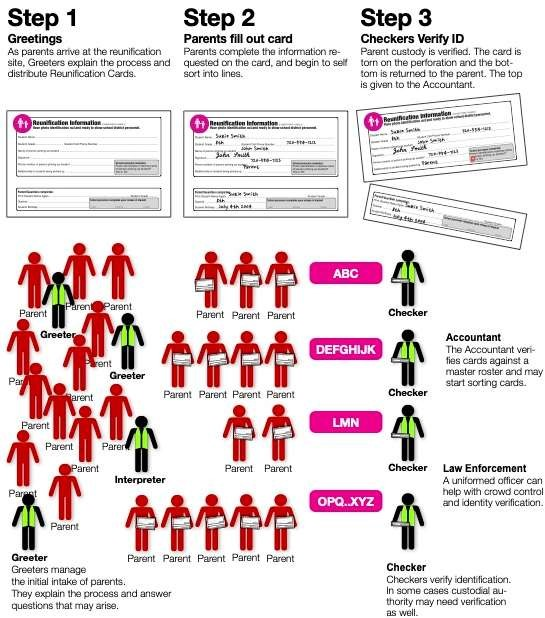 Step 1
Greetings
As parents arrive at the reunification
site, Greeters explain the process and
distribute Reunification Cards.
Step 2
Parents fill out card
Parents complete the information re-
quested on the card, and begin to self
sort into lines.
Step 3
Checkers Verify ID
Parent custody is verified. The card is
torn on the perforation and the bot-
tom is returned to the parent. The top
is given to the Accountant.
Reunification Information
Reunification Information
Susie Smith
8th
John Smith
Parents
Susie Smith
8th
July 4th 2004
Reunification Information
Susie Smith
8th
John Smith
Parents
Susie Smith
8th
July 4th 2004
Parent
Parent
Parent
Greeter
Parent
Greeter
Parent
Parent
Parent
Parent
Parent
Interpreter
Parent
Parent
Greeter
Greeters manage
the initial intake of parents.
They explain the process and answer
questions that may arise.
Parent Parent Parent
ABC
Checker
Parent Parent Parent Parent
DEFGHIJK
Checker
Parent Parent
LMN
Checker
Parent Parent Parent Parent Parent
OPQ..XYZ
Accountant
The Accountant veri-
fies cards against a
master roster and may
start sorting cards.
Law Enforcement
A uniformed officer can
help with crowd control
and identity verification.
Checker
Checkers verify identification.
In some cases custodial au-
thority may need verification
as well.